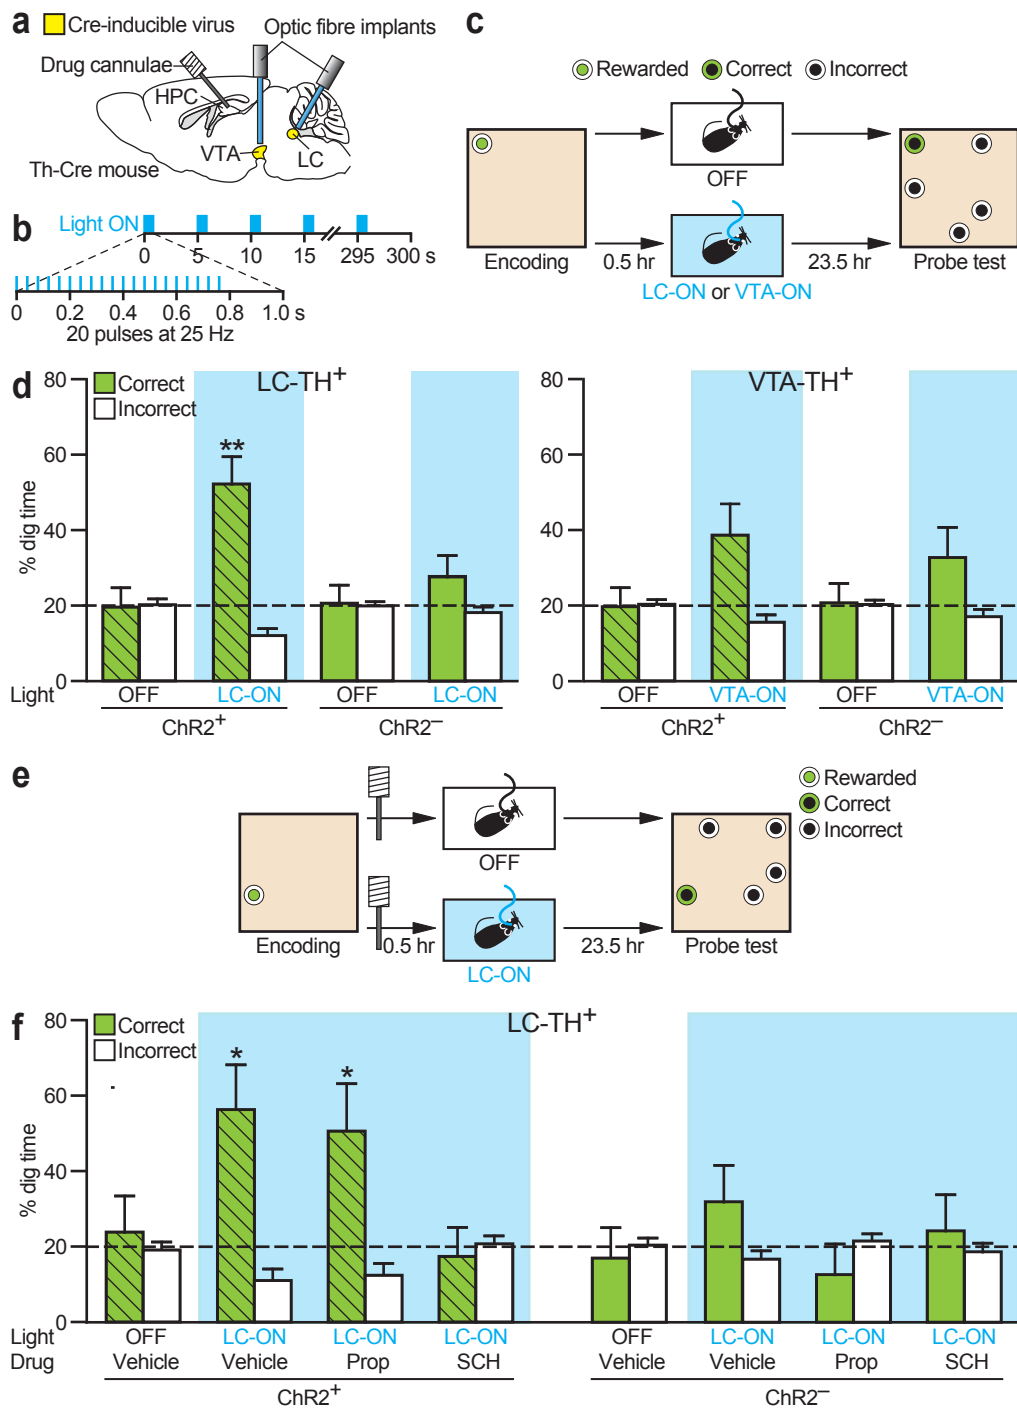 a
Cre-inducible virus
Optic fibre implants
Drug cannulae
HPC
VTA
LC
Th-Cre mouse
b
Light ON
0 5 10 15 295 300 s
0 0.2 0.4 0.6 0.8 1.0 s
20 pulses at 25 Hz
c
Rewarded Correct Incorrect
OFF
Encoding 0.5 hr 23.5 hr Probe test
LC-ON or VTA-ON
d
LC-TH+
Correct
Incorrect
% dig time
80
60
40
20
0
**
Light OFF LC-ON OFF LC-ON
ChR2+ ChR2−
VTA-TH+
80
60
40
20
0
OFF VTA-ON OFF VTA-ON
ChR2+ ChR2−
e
Rewarded
Correct
Incorrect
OFF
Encoding 0.5 hr 23.5 hr Probe test
LC-ON
f
LC-TH+
Correct
Incorrect
% dig time
80
60
40
20
0
* *
Light OFF LC-ON LC-ON LC-ON OFF LC-ON LC-ON LC-ON
Drug Vehicle Vehicle Prop SCH Vehicle Vehicle Prop SCH
ChR2+ ChR2−